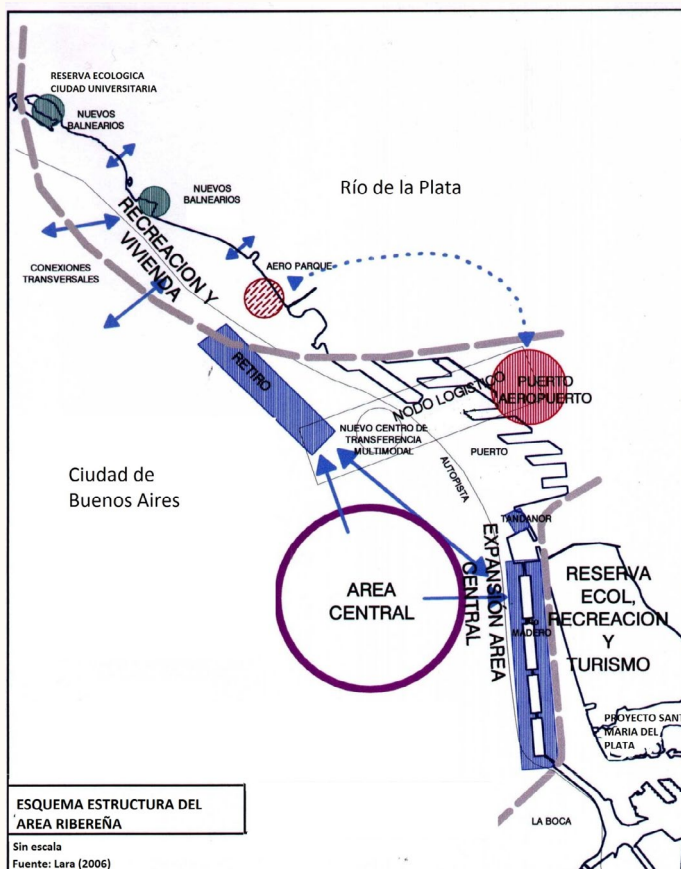 RESERVA ECOLOGICA
CIUDAD UNIVERSITARIA
NUEVOS
BALNEARIOS
NUEVOS
BALNEARIOS
Río de la Plata
RECREACION Y
VIVIENDA
CONEXIONES
TRANSVERSALES
AERO PARQUE
RETIRO
NODO LOGISTICO
PUERTO
AEROPUERTO
NUEVO CENTRO DE
TRANSFERENCIA
MULTIMODAL
PUERTO
AUTOPISTA
Ciudad de
Buenos Aires
TANDANOR
AREA
CENTRAL
EXPANSIÓN AREA
CENTRAL
MADERO
RESERVA
ECOL,
RECREACION
Y
TURISMO
PROYECTO SANT
MARIA DEL
PLATA
LA BOCA
ESQUEMA ESTRUCTURA DEL
AREA RIBEREÑA
Sin escala
Fuente: Lara (2006)